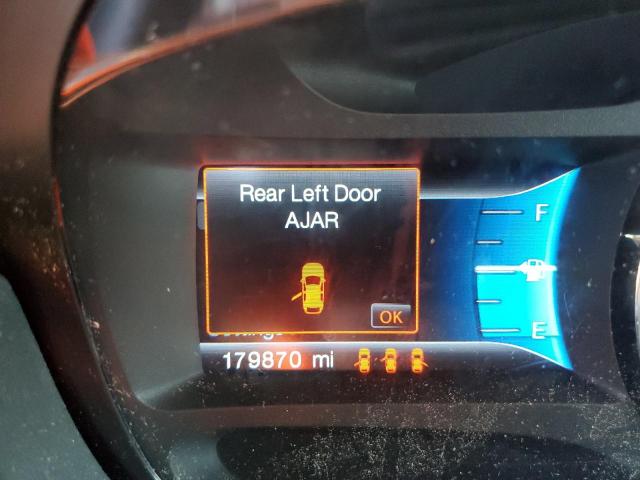 Rear Left Door
AJAR
OK
F
E
179870 mi